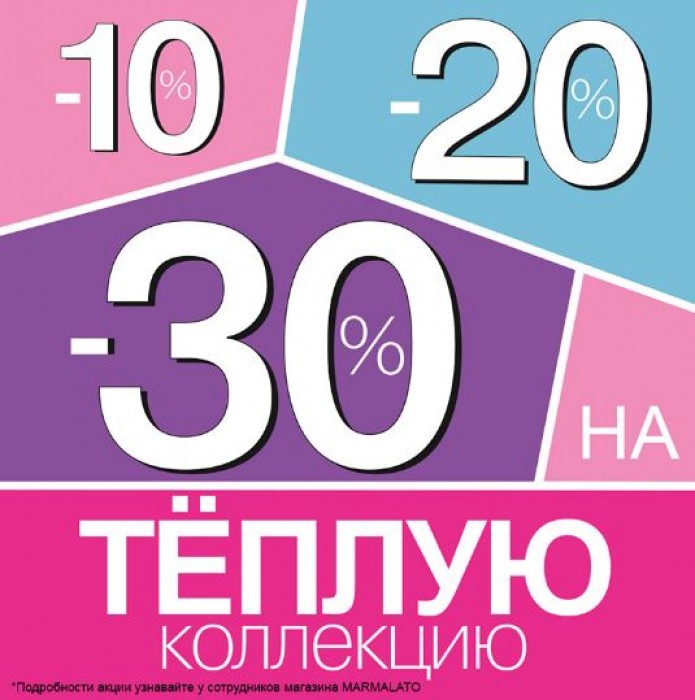 -10%
-20%
-30%
НА
ТЁПЛУЮ
коллекцию
*Подробности акции узнавайте у сотрудников магазина MARMALATO